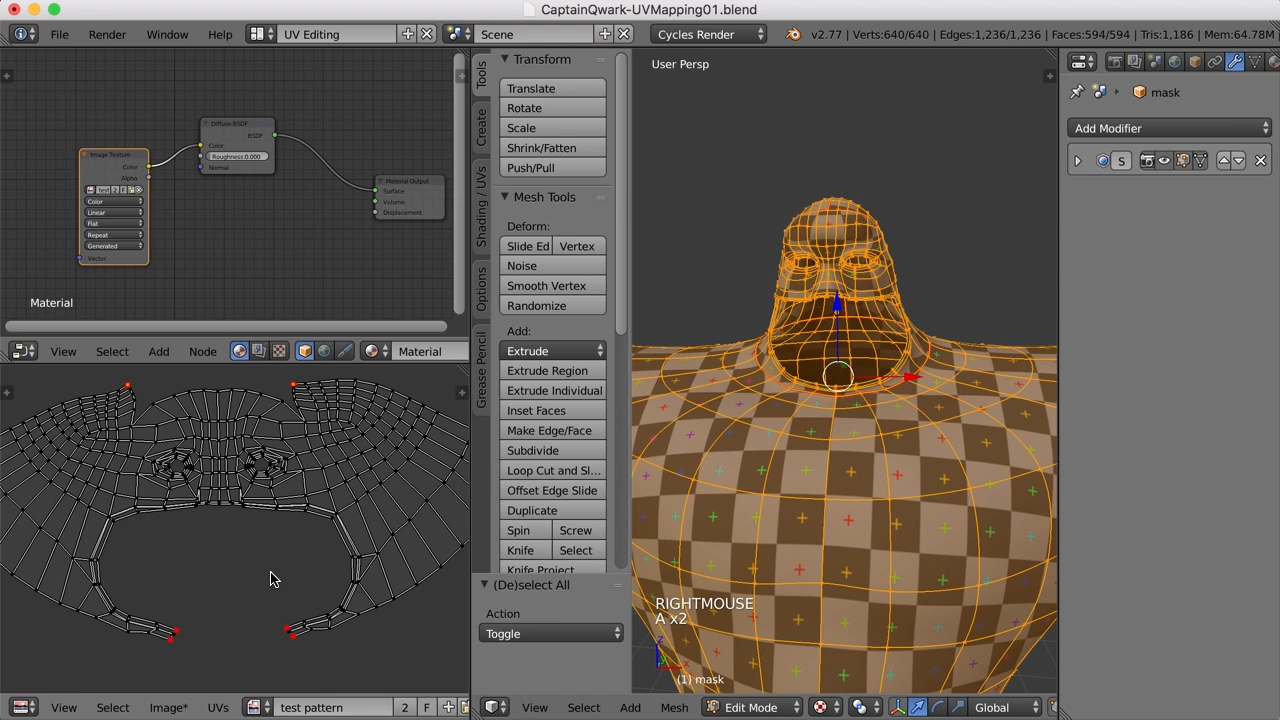 CaptainQwark-UVMapping01.blend
File Render Window Help UV Editing Scene Cycles Render v2.77 | Verts:640/640 | Edges:1,236/1,236 | Faces:594/594 | Tris:1,186 | Mem:64.78M
Image Texture
Color
Alpha
test 2 F
Color
Linear
Flat
Repeat
Generated
Vector
Diffuse BSDF
BSDF
Color
Roughness:0.000
Normal
Material Output
Surface
Volume
Displacement
Material
View Select Add Node Material
Tools
Create
Shading / UVs
Options
Grease Pencil
Transform
Translate
Rotate
Scale
Shrink/Fatten
Push/Pull
Mesh Tools
Deform:
Slide Ed Vertex
Noise
Smooth Vertex
Randomize
Add:
Extrude
Extrude Region
Extrude Individual
Inset Faces
Make Edge/Face
Subdivide
Loop Cut and Sl...
Offset Edge Slide
Duplicate
Spin Screw
Knife Select
Knife Project
(De)select All
Action
Toggle
User Persp
RIGHTMOUSE
A x2
z
y
x
(1) mask
mask
Add Modifier
S
View Select Image* UVs test pattern 2 F
View Select Add Mesh Edit Mode Global